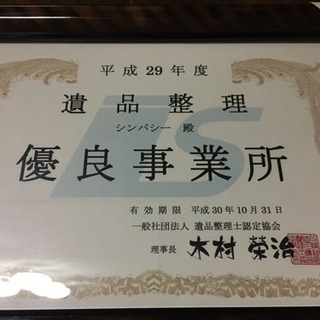 平成29年度
遺品整理
シンパシー 殿
優良事業所
有効期限 平成30年10月31日
一般社団法人 遺品整理士認定協会
理事長 木村榮治